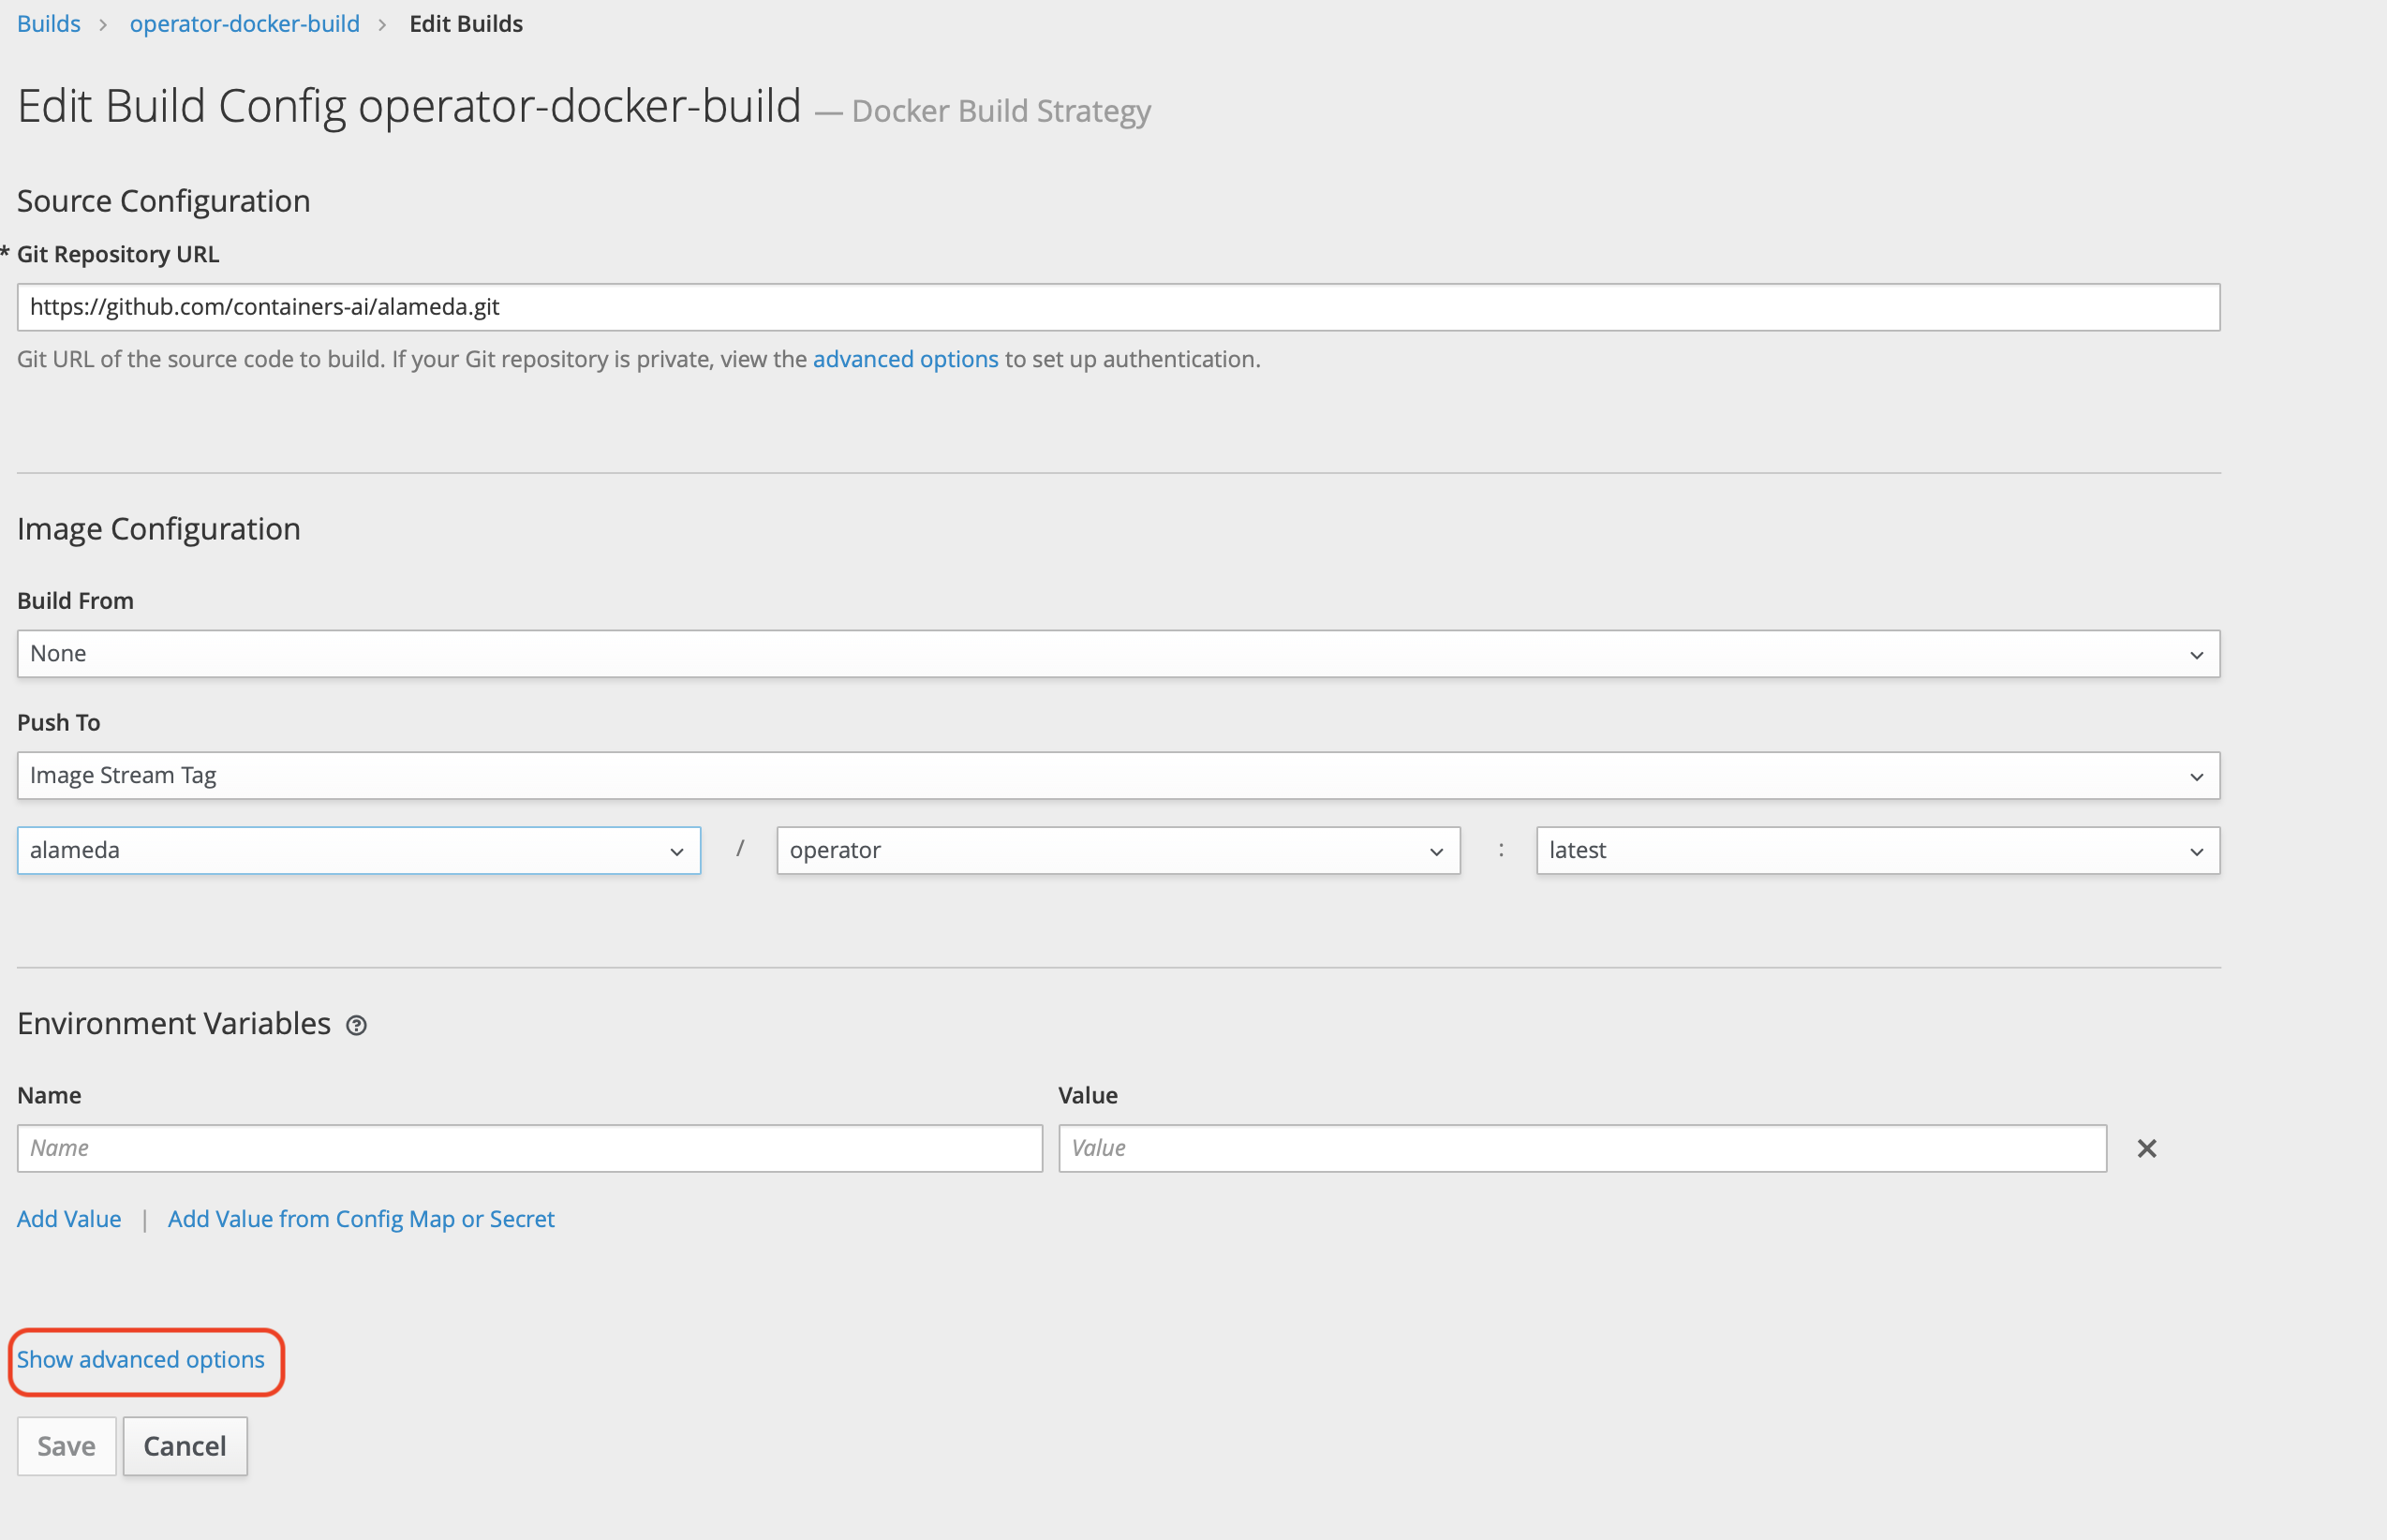 Builds > operator-docker-build > Edit Builds
Edit Build Config operator-docker-build — Docker Build Strategy
Source Configuration
* Git Repository URL
https://github.com/containers-ai/alameda.git
Git URL of the source code to build. If your Git repository is private, view the advanced options to set up authentication.
Image Configuration
Build From
None
Push To
Image Stream Tag
alameda / operator : latest
Environment Variables ?
Name Value
Name Value ×
Add Value | Add Value from Config Map or Secret
Show advanced options
Save Cancel